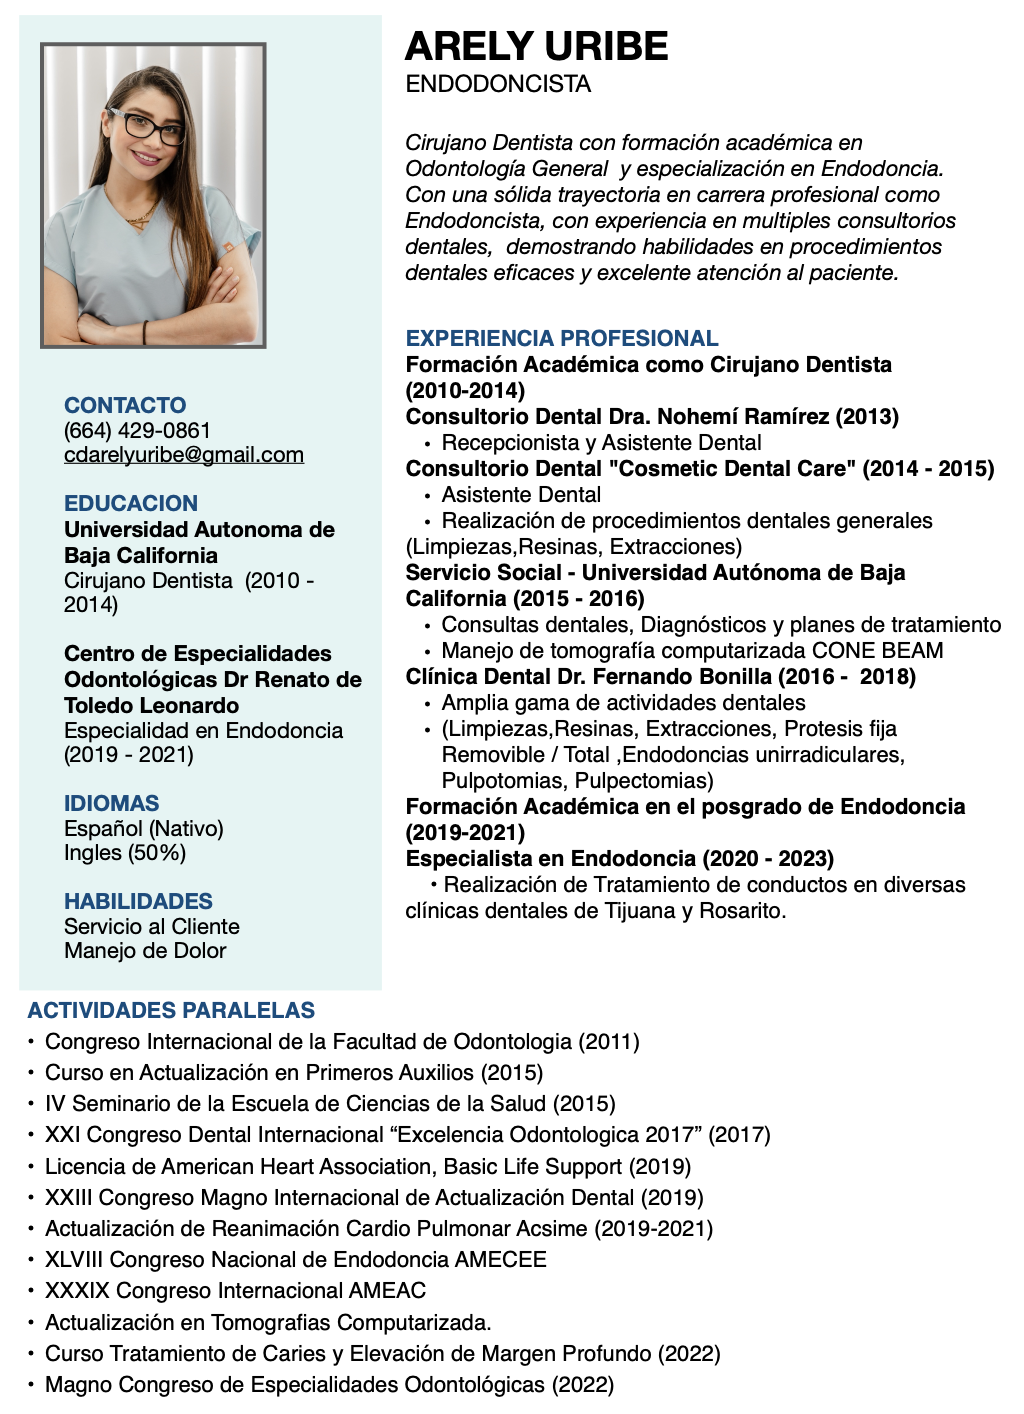 ARELY URIBE
ENDODONCISTA
Cirujano Dentista con formación académica en
Odontología General  y especialización en Endodoncia.
Con una sólida trayectoria en carrera profesional como
Endodoncista, con experiencia en multiples consultorios
dentales,  demostrando habilidades en procedimientos
dentales eficaces y excelente atención al paciente.
CONTACTO
(664) 429-0861
cdarelyuribe@gmail.com
EDUCACION
Universidad Autonoma de
Baja California
Cirujano Dentista  (2010 -
2014)
Centro de Especialidades
Odontológicas Dr Renato de
Toledo Leonardo
Especialidad en Endodoncia
(2019 - 2021)
IDIOMAS
Español (Nativo)
Ingles (50%)
HABILIDADES
Servicio al Cliente
Manejo de Dolor
EXPERIENCIA PROFESIONAL
Formación Académica como Cirujano Dentista
(2010-2014)
Consultorio Dental Dra. Nohemí Ramírez (2013)
• Recepcionista y Asistente Dental
Consultorio Dental "Cosmetic Dental Care" (2014 - 2015)
• Asistente Dental
• Realización de procedimientos dentales generales
(Limpiezas,Resinas, Extracciones)
Servicio Social - Universidad Autónoma de Baja
California (2015 - 2016)
• Consultas dentales, Diagnósticos y planes de tratamiento
• Manejo de tomografía computarizada CONE BEAM
Clínica Dental Dr. Fernando Bonilla (2016 -  2018)
• Amplia gama de actividades dentales
• (Limpiezas,Resinas, Extracciones, Protesis fija
Removible / Total ,Endodoncias unirradiculares,
Pulpotomias, Pulpectomias)
Formación Académica en el posgrado de Endodoncia
(2019-2021)
Especialista en Endodoncia (2020 - 2023)
• Realización de Tratamiento de conductos en diversas
clínicas dentales de Tijuana y Rosarito.
ACTIVIDADES PARALELAS
• Congreso Internacional de la Facultad de Odontologia (2011)
• Curso en Actualización en Primeros Auxilios (2015)
• IV Seminario de la Escuela de Ciencias de la Salud (2015)
• XXI Congreso Dental Internacional “Excelencia Odontologica 2017” (2017)
• Licencia de American Heart Association, Basic Life Support (2019)
• XXIII Congreso Magno Internacional de Actualización Dental (2019)
• Actualización de Reanimación Cardio Pulmonar Acsime (2019-2021)
• XLVIII Congreso Nacional de Endodoncia AMECEE
• XXXIX Congreso Internacional AMEAC
• Actualización en Tomografias Computarizada.
• Curso Tratamiento de Caries y Elevación de Margen Profundo (2022)
• Magno Congreso de Especialidades Odontológicas (2022)